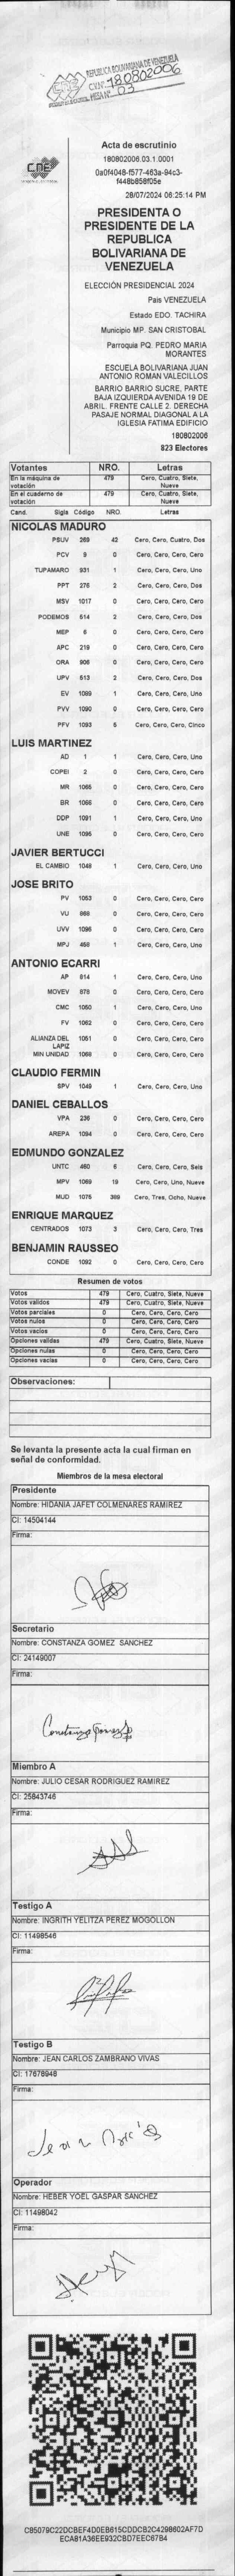 REPUBLICA BOLIVARIANA DE VENEZUELA
CVN: 180802006
MESA Nº 03
CNE
Acta de escrutinio
180802006.03.1.0001
0a0f4048-f577-463a-94c3-
f448b858f05e
28/07/2024 06:25:14 PM
PRESIDENTA O
PRESIDENTE DE LA
REPUBLICA
BOLIVARIANA DE
VENEZUELA
ELECCIÓN PRESIDENCIAL 2024
Pais VENEZUELA
Estado EDO. TACHIRA
Municipio MP. SAN CRISTOBAL
Parroquia PQ. PEDRO MARIA
MORANTES
ESCUELA BOLIVARIANA JUAN
ANTONIO ROMAN VALECILLOS
BARRIO BARRIO SUCRE, PARTE
BAJA IZQUIERDA AVENIDA 19 DE
ABRIL. FRENTE CALLE 2. DERECHA
PASAJE NORMAL DIAGONAL A LA
IGLESIA FATIMA EDIFICIO
180802006
823 Electores
Votantes NRO. Letras
En la máquina de votación 479 Cero, Cuatro, Siete, Nueve
En el cuaderno de votación 479 Cero, Cuatro, Siete, Nueve
Cand. Sigla Código NRO. Letras
NICOLAS MADURO
PSUV 269 42 Cero, Cero, Cuatro, Dos
PCV 9 0 Cero, Cero, Cero, Cero
TUPAMARO 931 1 Cero, Cero, Cero, Uno
PPT 276 2 Cero, Cero, Cero, Dos
MSV 1017 0 Cero, Cero, Cero, Cero
PODEMOS 514 2 Cero, Cero, Cero, Dos
MEP 6 0 Cero, Cero, Cero, Cero
APC 219 0 Cero, Cero, Cero, Cero
ORA 906 0 Cero, Cero, Cero, Cero
UPV 513 2 Cero, Cero, Cero, Dos
EV 1089 1 Cero, Cero, Cero, Uno
PVV 1090 0 Cero, Cero, Cero, Cero
PFV 1093 5 Cero, Cero, Cero, Cinco
LUIS MARTINEZ
AD 1 1 Cero, Cero, Cero, Uno
COPEI 2 0 Cero, Cero, Cero, Cero
MR 1065 0 Cero, Cero, Cero, Cero
BR 1066 0 Cero, Cero, Cero, Cero
DDP 1091 1 Cero, Cero, Cero, Uno
UNE 1095 0 Cero, Cero, Cero, Cero
JAVIER BERTUCCI
EL CAMBIO 1048 1 Cero, Cero, Cero, Uno
JOSE BRITO
PV 1053 0 Cero, Cero, Cero, Cero
VU 868 0 Cero, Cero, Cero, Cero
UVV 1096 0 Cero, Cero, Cero, Cero
MPJ 458 1 Cero, Cero, Cero, Uno
ANTONIO ECARRI
AP 814 1 Cero, Cero, Cero, Uno
MOVEV 878 0 Cero, Cero, Cero, Cero
CMC 1050 1 Cero, Cero, Cero, Uno
FV 1062 0 Cero, Cero, Cero, Cero
ALIANZA DEL LAPIZ 1051 0 Cero, Cero, Cero, Cero
MIN UNIDAD 1068 0 Cero, Cero, Cero, Cero
CLAUDIO FERMIN
SPV 1049 1 Cero, Cero, Cero, Uno
DANIEL CEBALLOS
VPA 236 0 Cero, Cero, Cero, Cero
AREPA 1094 0 Cero, Cero, Cero, Cero
EDMUNDO GONZALEZ
UNTC 460 6 Cero, Cero, Cero, Seis
MPV 1069 19 Cero, Cero, Uno, Nueve
MUD 1076 389 Cero, Tres, Ocho, Nueve
ENRIQUE MARQUEZ
CENTRADOS 1073 3 Cero, Cero, Cero, Tres
BENJAMIN RAUSSEO
CONDE 1092 0 Cero, Cero, Cero, Cero
Resumen de votos
Votos 479 Cero, Cuatro, Siete, Nueve
Votos validos 479 Cero, Cuatro, Siete, Nueve
Votos parciales 0 Cero, Cero, Cero, Cero
Votos nulos 0 Cero, Cero, Cero, Cero
Votos vacios 0 Cero, Cero, Cero, Cero
Opciones validas 479 Cero, Cuatro, Siete, Nueve
Opciones nulas 0 Cero, Cero, Cero, Cero
Opciones vacias 0 Cero, Cero, Cero, Cero
Observaciones:
Se levanta la presente acta la cual firman en
señal de conformidad.
Miembros de la mesa electoral
Presidente
Nombre: HIDANIA JAFET COLMENARES RAMIREZ
CI: 14504144
Firma:
Secretario
Nombre: CONSTANZA GOMEZ SANCHEZ
CI: 24149007
Firma:
Constanza Gomez S
Miembro A
Nombre: JULIO CESAR RODRIGUEZ RAMIREZ
CI: 25843746
Firma:
Testigo A
Nombre: INGRITH YELITZA PEREZ MOGOLLON
CI: 11498546
Firma:
Testigo B
Nombre: JEAN CARLOS ZAMBRANO VIVAS
CI: 17678948
Firma:
Jean
Operador
Nombre: HEBER YOEL GASPAR SANCHEZ
CI: 11498042
Firma:
C85079C22DCBEF4D0EB615CDDCB2C4298602AF7D
ECA81A36EE932CBD7EEC67B4